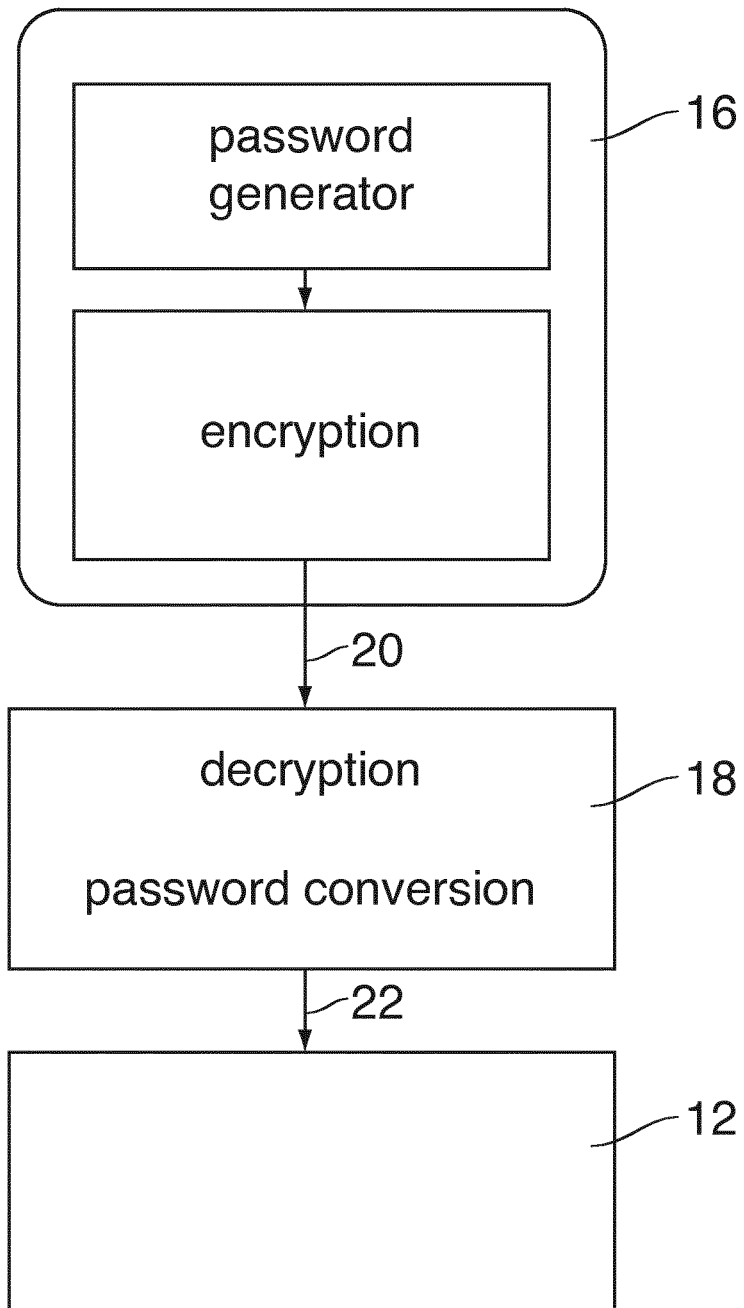 password
generator
16
encryption
20
decryption
18
password conversion
22
12